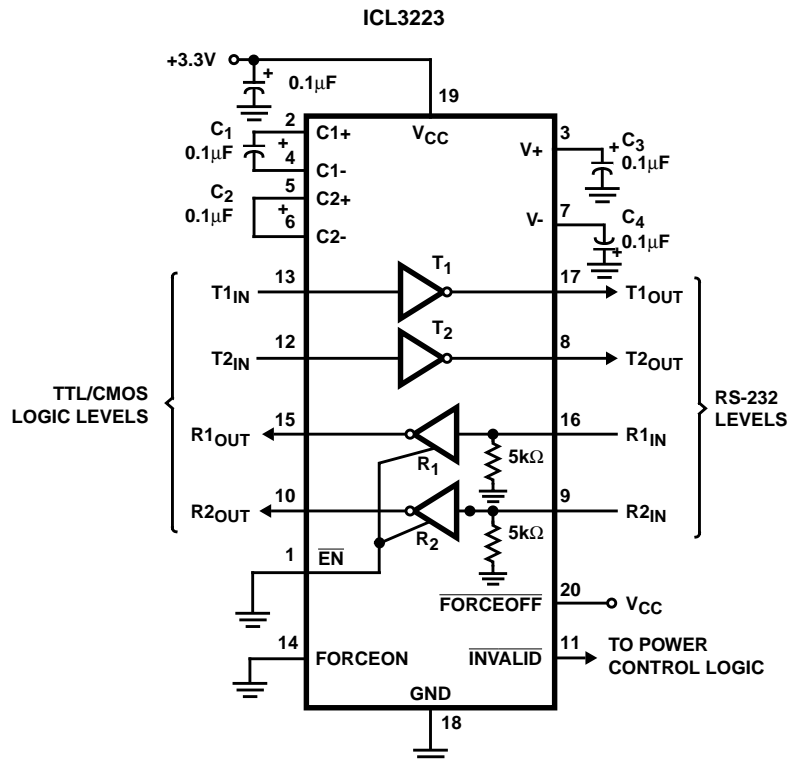 ICL3223
+3.3V
+
0.1μF
19
2
C1+
VCC
3
C1
0.1μF
+
4
C1-
V+
+
C3
0.1μF
5
C2+
C2
0.1μF
+
6
C2-
V-
7
C4
0.1μF
+
T1
T1IN
13
17
T1OUT
T2
T2IN
12
8
T2OUT
TTL/CMOS
LOGIC LEVELS
RS-232
LEVELS
R1OUT
15
16
R1IN
R1
5kΩ
R2OUT
10
9
R2IN
R2
5kΩ
1
EN
20
FORCEOFF
VCC
14
FORCEON
INVALID
11
TO POWER
CONTROL LOGIC
GND
18